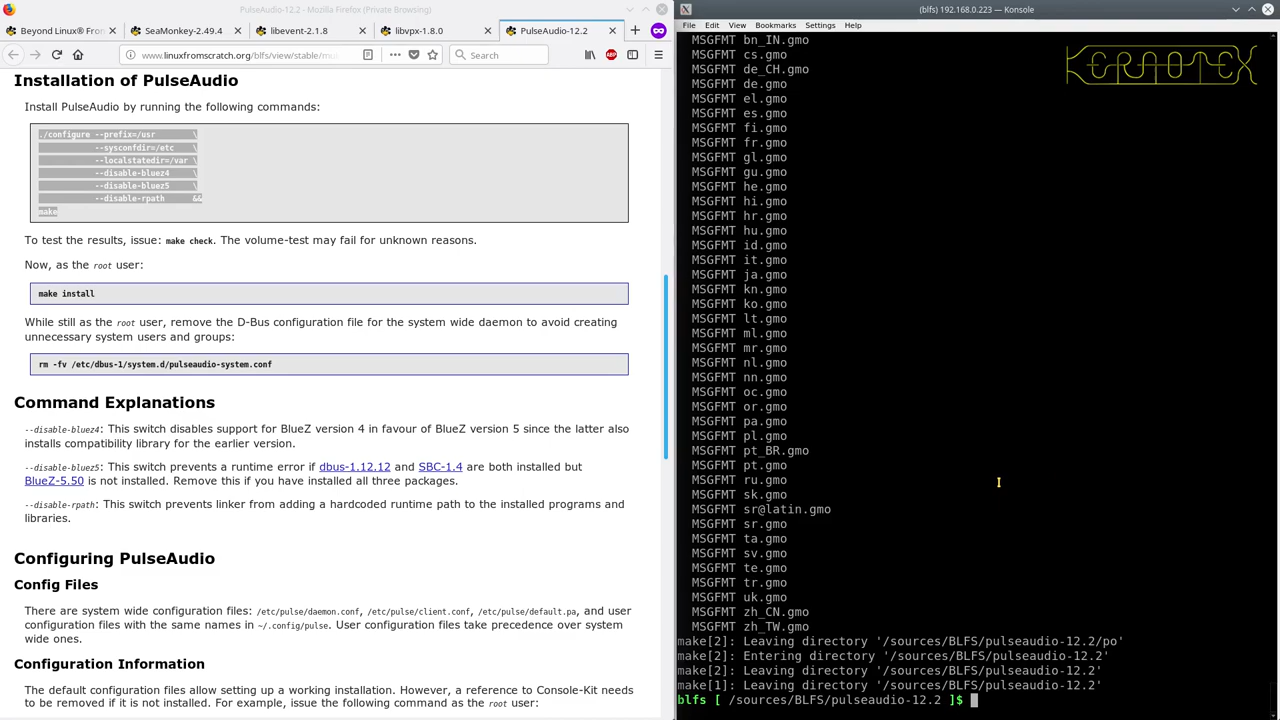 PulseAudio-12.2 - Mozilla Firefox (Private Browsing)
Beyond Linux® Fron
SeaMonkey-2.49.4
libevent-2.1.8
libvpx-1.8.0
PulseAudio-12.2
www.linuxfromscratch.org/blfs/view/stable/mu
Search
Installation of PulseAudio
Install PulseAudio by running the following commands:
./configure --prefix=/usr \
--sysconfdir=/etc \
--localstatedir=/var \
--disable-bluez4 \
--disable-bluez5 \
--disable-rpath &&
make
To test the results, issue: make check. The volume-test may fail for unknown reasons.
Now, as the root user:
make install
While still as the root user, remove the D-Bus configuration file for the system wide daemon to avoid creating
unnecessary system users and groups:
rm -fv /etc/dbus-1/system.d/pulseaudio-system.conf
Command Explanations
--disable-bluez4: This switch disables support for BlueZ version 4 in favour of BlueZ version 5 since the latter also
installs compatibility library for the earlier version.
--disable-bluez5: This switch prevents a runtime error if dbus-1.12.12 and SBC-1.4 are both installed but
BlueZ-5.50 is not installed. Remove this if you have installed all three packages.
--disable-rpath: This switch prevents linker from adding a hardcoded runtime path to the installed programs and
libraries.
Configuring PulseAudio
Config Files
There are system wide configuration files: /etc/pulse/daemon.conf, /etc/pulse/client.conf, /etc/pulse/default.pa, and user
configuration files with the same names in ~/.config/pulse. User configuration files take precedence over system
wide ones.
Configuration Information
The default configuration files allow setting up a working installation. However, a reference to Console-Kit needs
to be removed if it is not installed. For example, issue the following command as the root user:
(blfs) 192.168.0.223 — Konsole
File Edit View Bookmarks Settings Help
KERNOTEX
MSGFMT bn_IN.gmo
MSGFMT cs.gmo
MSGFMT de_CH.gmo
MSGFMT de.gmo
MSGFMT el.gmo
MSGFMT es.gmo
MSGFMT fi.gmo
MSGFMT fr.gmo
MSGFMT gl.gmo
MSGFMT gu.gmo
MSGFMT he.gmo
MSGFMT hi.gmo
MSGFMT hr.gmo
MSGFMT hu.gmo
MSGFMT id.gmo
MSGFMT it.gmo
MSGFMT ja.gmo
MSGFMT kn.gmo
MSGFMT ko.gmo
MSGFMT lt.gmo
MSGFMT ml.gmo
MSGFMT mr.gmo
MSGFMT nl.gmo
MSGFMT nn.gmo
MSGFMT oc.gmo
MSGFMT or.gmo
MSGFMT pa.gmo
MSGFMT pl.gmo
MSGFMT pt_BR.gmo
MSGFMT pt.gmo
MSGFMT ru.gmo
MSGFMT sk.gmo
MSGFMT sr@latin.gmo
MSGFMT sr.gmo
MSGFMT ta.gmo
MSGFMT sv.gmo
MSGFMT te.gmo
MSGFMT tr.gmo
MSGFMT uk.gmo
MSGFMT zh_CN.gmo
MSGFMT zh_TW.gmo
make[2]: Leaving directory '/sources/BLFS/pulseaudio-12.2/po'
make[2]: Entering directory '/sources/BLFS/pulseaudio-12.2'
make[2]: Leaving directory '/sources/BLFS/pulseaudio-12.2'
make[1]: Leaving directory '/sources/BLFS/pulseaudio-12.2'
blfs [ /sources/BLFS/pulseaudio-12.2 ]$